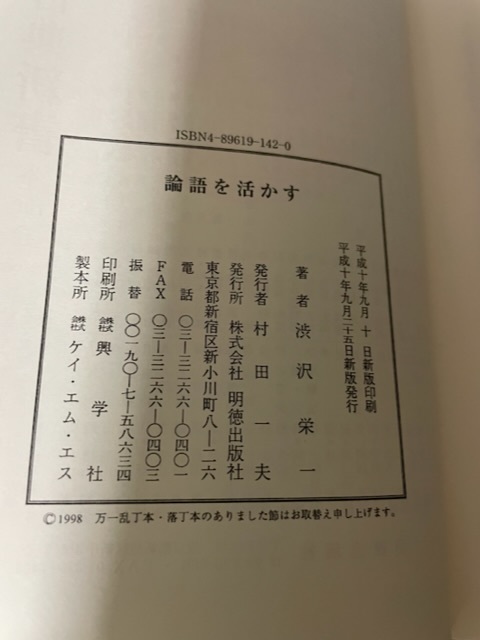 ISBN4-89619-142-0
論語を活かす
平成十年九月 十 日新版印刷
平成十年九月二十五日新版発行
著者 渋沢栄一
発行者 村田一夫
発行所 株式会社 明徳出版社
東京都新宿区新小川町八―二六
電話 〇三―三二六六―〇四〇一
FAX 〇三―三二六六―〇四〇三
振替 〇〇一九〇―七―五八六三四
印刷所 株式会社 興学社
製本所 株式会社 ケイ・エム・エス
©1998 万一乱丁本・落丁本のありました節はお取替え申し上げます。